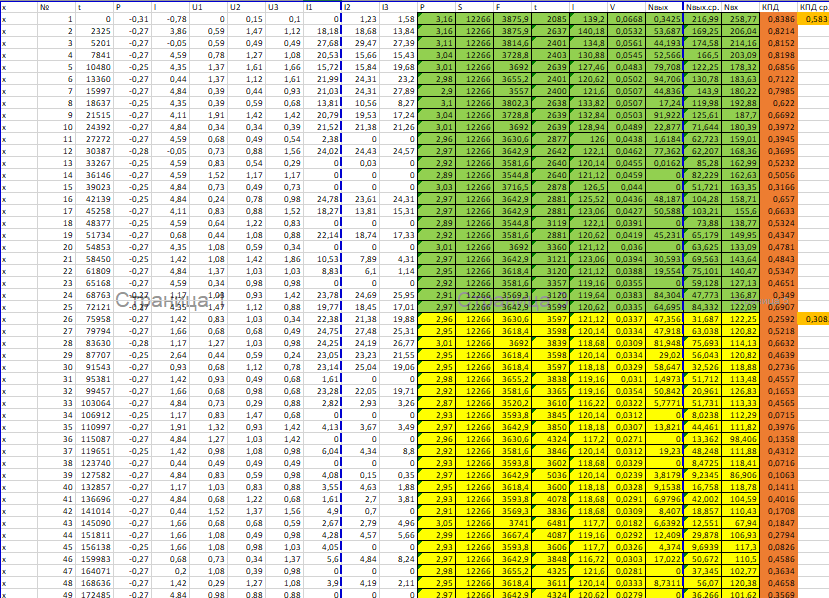 x № t P I U1 U2 U3 I1 I2 I3 P S F t I V Nвых Nвых.ср. Nвх КПД КПД ср
x 1 0 -0,31 -0,78 0 0,15 0,1 0 1,23 1,58 3,16 12266 3875,9 2085 139,2 0,0668 0,3425 216,99 258,77 0,8386 0,583
x 2 2325 -0,27 3,86 0,59 1,47 1,12 18,18 18,68 13,84 3,16 12266 3875,9 2637 140,18 0,0532 53,687 169,25 206,04 0,8214
x 3 5201 -0,27 -0,05 0,59 0,49 0,49 27,68 29,47 27,39 3,11 12266 3814,6 2401 134,8 0,0561 44,193 174,58 214,16 0,8152
x 4 7841 -0,27 4,59 0,78 1,27 1,08 20,53 15,66 15,43 3,04 12266 3728,8 2403 130,88 0,0545 52,566 166,5 203,09 0,8198
x 5 10480 -0,25 4,35 1,37 1,61 1,66 15,72 15,84 19,68 3,01 12266 3692 2639 127,46 0,0483 79,708 122,25 178,32 0,6856
x 6 13360 -0,27 0,44 1,37 1,12 1,61 21,99 24,31 23,2 2,98 12266 3655,2 2401 120,62 0,0502 94,706 130,78 183,63 0,7122
x 7 15997 -0,27 4,84 0,39 0,44 0,93 21,03 24,31 27,89 2,9 12266 3557 2400 121,6 0,0507 44,836 143,9 180,22 0,7985
x 8 18637 -0,25 4,35 0,39 0,59 0,68 13,81 10,56 8,27 3,1 12266 3802,3 2638 133,82 0,0507 17,24 119,98 192,88 0,622
x 9 21515 -0,27 4,11 1,91 1,42 1,42 20,79 19,53 17,24 3,04 12266 3728,8 2639 132,84 0,0503 91,922 125,61 187,7 0,6692
x 10 24392 -0,27 4,84 0,34 0,34 0,39 21,52 21,38 21,26 3,01 12266 3692 2639 128,94 0,0489 22,877 71,644 180,39 0,3972
x 11 27272 -0,27 4,59 0,68 0,49 0,54 2,38 0 0 2,96 12266 3630,6 2877 126 0,0438 1,6184 62,723 159,01 0,3945
x 12 30387 -0,28 -0,05 0,73 0,88 1,56 24,02 24,43 24,57 2,97 12266 3642,9 2642 122,1 0,0462 77,362 62,207 168,36 0,3695
x 13 33267 -0,25 4,59 0,83 0,54 0,29 0 0,03 0 2,92 12266 3581,6 2640 120,14 0,0455 0,0162 85,28 162,99 0,5232
x 14 36146 -0,27 4,59 1,52 1,17 1,17 0 0 0 2,89 12266 3544,8 2640 121,12 0,0459 0 82,229 162,63 0,5056
x 15 39023 -0,27 4,84 0,73 0,49 0,73 0 0 0 3,03 12266 3716,5 2878 126,5 0,044 0 51,721 163,35 0,3166
x 16 42139 -0,25 4,84 0,24 0,78 0,98 24,78 23,61 24,31 2,97 12266 3642,9 2881 125,52 0,0436 48,187 104,28 158,71 0,657
x 17 45258 -0,27 4,11 0,83 0,88 1,52 18,27 13,81 15,31 2,97 12266 3642,9 2881 123,06 0,0427 50,588 103,21 155,6 0,6633
x 18 48377 -0,25 4,59 0,64 1,22 0,83 0 0 0 2,89 12266 3544,8 3119 122,1 0,0391 0 73,88 138,77 0,5324
x 19 51734 -0,27 0,68 0,44 1,08 0,88 22,14 18,74 17,33 2,92 12266 3581,6 2881 120,62 0,0419 45,231 65,179 149,95 0,4347
x 20 54853 -0,27 4,35 1,08 0,59 0,34 0 0 0 3,01 12266 3692 3360 121,12 0,036 0 63,625 133,09 0,4781
x 21 58450 -0,25 1,42 1,08 1,42 1,86 10,53 7,89 4,31 2,97 12266 3642,9 3121 123,06 0,0394 30,593 69,563 143,64 0,4843
x 22 61809 -0,27 4,84 1,37 1,03 1,03 8,83 6,1 1,14 2,95 12266 3618,4 3120 121,12 0,0388 19,554 75,101 140,47 0,5347
x 23 65168 -0,27 4,59 0,34 0,98 0,98 0 0 0 2,91 12266 3569,3 3357 119,16 0,0355 0 59,128 127,13 0,4651
x 24 68763 -0,27 1,17 1,08 0,93 1,42 23,78 24,69 25,95 2,91 12266 3569,3 3120 119,64 0,0383 84,304 47,773 136,87 0,349
x 25 72121 -0,27 4,35 1,47 1,12 0,88 19,77 18,45 17,01 2,97 12266 3642,9 3599 120,62 0,0335 64,695 84,332 122,09 0,6907
x 26 75958 -0,27 1,42 0,83 1,03 0,34 22,38 21,38 19,88 2,96 12266 3630,6 3597 121,12 0,0337 47,356 31,687 122,25 0,2592 0,308
x 27 79794 -0,27 1,66 0,68 0,68 0,49 24,75 27,48 25,31 2,95 12266 3618,4 3598 120,14 0,0334 47,918 63,038 120,82 0,5218
x 28 83630 -0,28 1,17 1,27 1,03 0,98 24,25 24,19 26,77 3,01 12266 3692 3839 118,68 0,0309 81,948 75,693 114,13 0,6632
x 29 87707 -0,25 2,64 0,44 0,59 0,24 23,05 23,23 21,55 2,95 12266 3618,4 3598 120,14 0,0334 29,02 56,043 120,82 0,4639
x 30 91543 -0,27 0,93 0,68 1,12 0,78 23,14 25,04 19,06 2,95 12266 3618,4 3597 118,18 0,0329 58,647 32,526 118,88 0,2736
x 31 95381 -0,27 1,42 0,93 0,49 0,68 1,61 0 0 2,98 12266 3655,2 3838 119,16 0,031 1,4973 51,712 113,48 0,4557
x 32 99457 -0,27 1,66 0,68 0,98 0,68 23,28 22,05 19,71 2,92 12266 3581,6 3365 119,16 0,0354 50,842 20,961 126,83 0,1653
x 33 103064 -0,27 4,84 0,73 0,29 0,88 2,82 2,93 3,26 2,87 12266 3520,2 3610 116,22 0,0322 5,7771 51,731 113,33 0,4565
x 34 106912 -0,25 1,17 0,83 1,47 0,68 0 0 0 2,93 12266 3593,8 3845 120,14 0,0312 0 8,0238 112,29 0,0715
x 35 110997 -0,27 1,91 1,32 0,93 1,42 4,13 3,67 3,49 2,97 12266 3642,9 3850 118,18 0,0307 13,821 44,461 111,82 0,3976
x 36 115087 -0,27 4,84 1,27 1,03 1,42 0 0 0 2,96 12266 3630,6 4324 117,2 0,0271 0 13,362 98,406 0,1358
x 37 119651 -0,25 1,42 0,98 1,08 0,98 6,04 4,34 8,8 2,92 12266 3581,6 3846 120,14 0,0312 19,23 48,248 111,88 0,4312
x 38 123740 -0,27 0,44 0,49 0,49 0,49 0 0 0 2,93 12266 3593,8 3602 118,68 0,0329 0 8,4725 118,41 0,0716
x 39 127582 -0,27 4,84 0,83 0,59 0,98 4,08 0,15 0,35 2,97 12266 3642,9 5036 120,14 0,0239 3,8179 9,2345 86,906 0,1063
x 40 132857 -0,27 1,17 1,03 0,83 0,88 3,55 4,63 1,88 2,95 12266 3618,4 3600 118,18 0,0328 9,1538 16,758 118,78 0,1411
x 41 136696 -0,27 4,84 0,68 1,22 0,68 1,61 2,7 3,81 2,93 12266 3593,8 4078 118,68 0,0291 6,9796 42,002 104,59 0,4016
x 42 141014 -0,27 0,44 1,52 1,37 1,56 4,9 0,7 0 2,91 12266 3569,3 3836 118,68 0,0309 8,407 18,857 110,43 0,1708
x 43 145090 -0,27 1,66 0,68 0,68 0,59 2,67 2,79 4,96 3,05 12266 3741 6481 117,7 0,0182 6,6392 12,551 67,94 0,1847
x 44 151811 -0,27 1,66 1,08 0,49 0,98 4,28 4,57 5,66 2,99 12266 3667,4 4087 119,16 0,0292 12,409 29,878 106,93 0,2794
x 45 156138 -0,25 1,66 1,08 0,98 1,03 4,05 0 0 2,93 12266 3593,8 3606 117,7 0,0326 4,374 9,6939 117,3 0,0826
x 46 159983 -0,27 0,68 0,73 0,34 1,37 5,6 4,84 8,24 2,97 12266 3642,9 3848 116,72 0,0303 17,022 50,672 110,5 0,4586
x 47 164071 -0,27 0,2 1,08 0,39 0,98 0 0 0 2,98 12266 3655,2 4325 121,6 0,0281 0 37,345 102,77 0,3634
x 48 168636 -0,25 1,42 0,29 1,27 1,08 3,9 4,19 2,11 2,95 12266 3618,4 3611 120,14 0,0333 8,7311 56,07 120,38 0,4658
x 49 172485 -0,27 4,84 0,98 0,88 0,88 0 0 0 2,97 12266 3642,9 4324 120,62 0,0279 0 36,266 101,62 0,3569